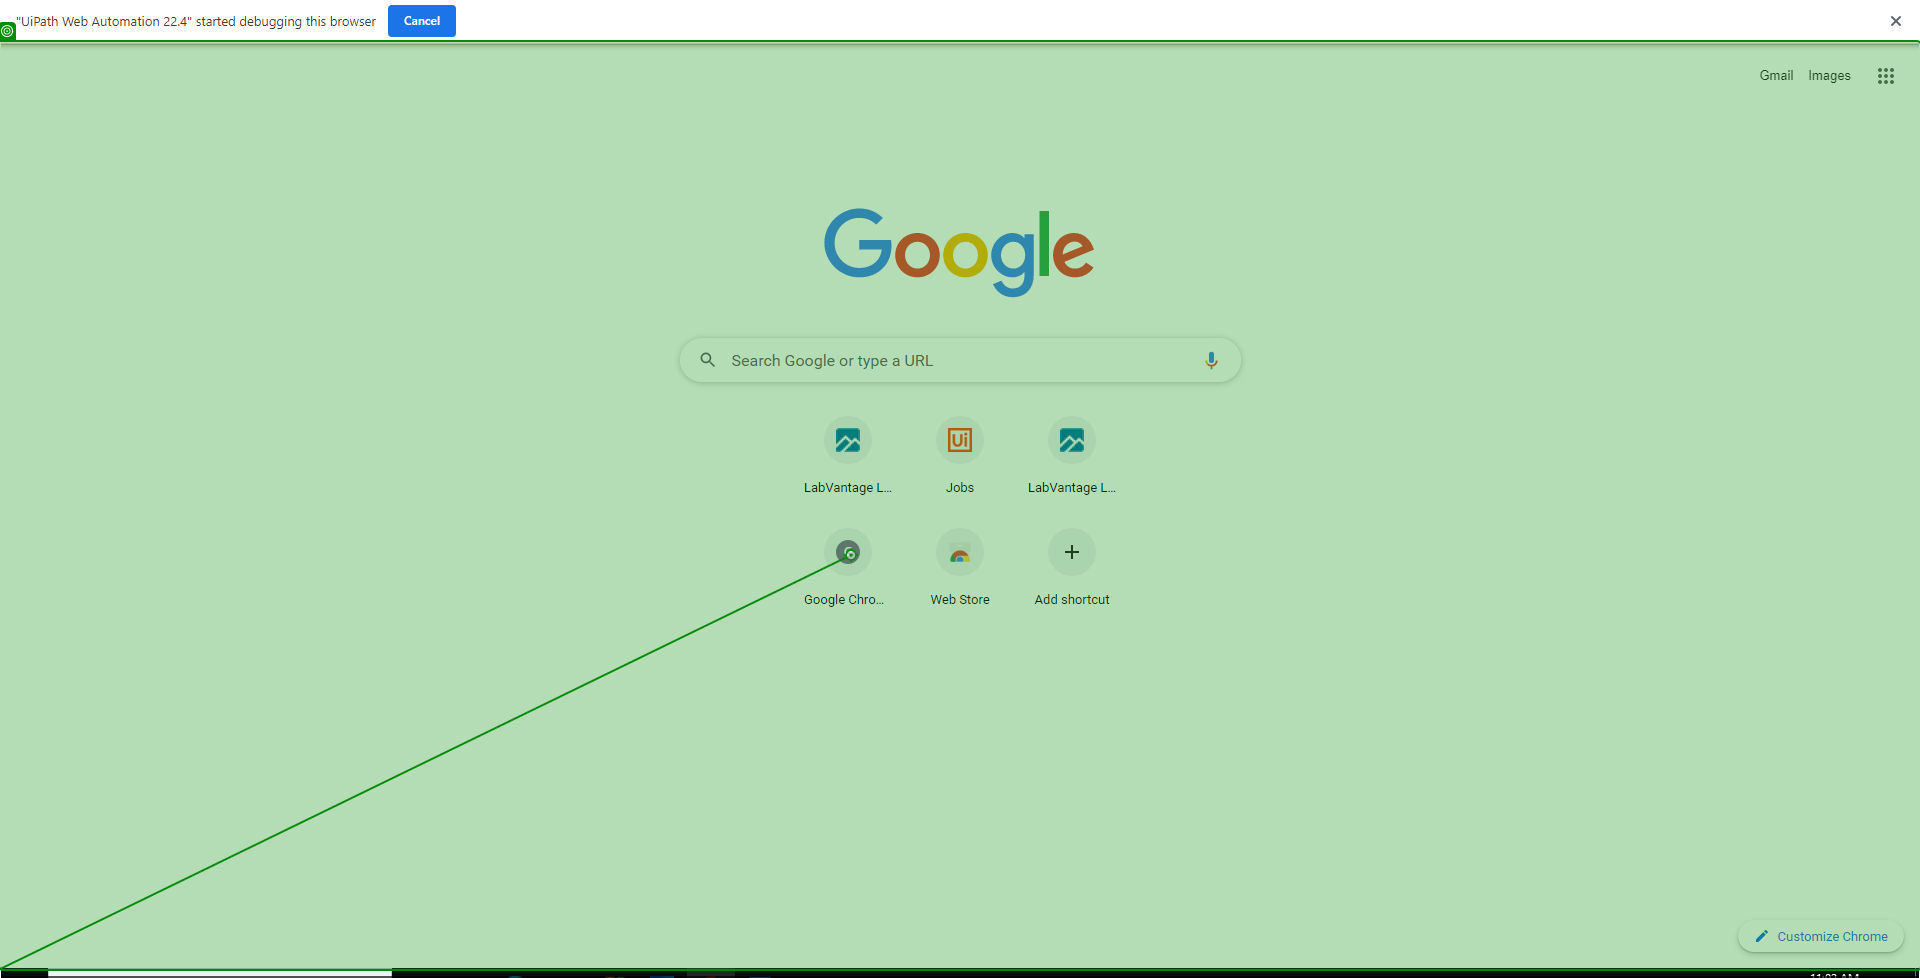 "UiPath Web Automation 22.4" started debugging this browser
Cancel
Gmail
Images
Google
Search Google or type a URL
LabVantage L...
Jobs
LabVantage L...
Google Chro...
Web Store
Add shortcut
Customize Chrome